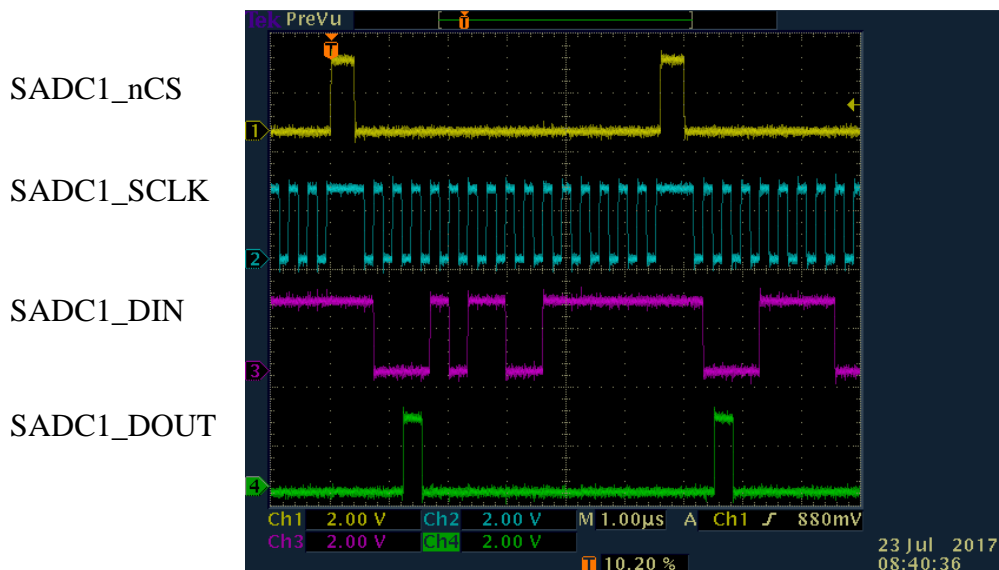 Tek PreVu
T
T
SADC1_nCS
1
SADC1_SCLK
2
SADC1_DIN
3
SADC1_DOUT
4
Ch1 2.00 V Ch2 2.00 V M 1.00µs A Ch1 ʃ 880mV
Ch3 2.00 V Ch4 2.00 V
23 Jul 2017
T 10.20 % 08:40:36